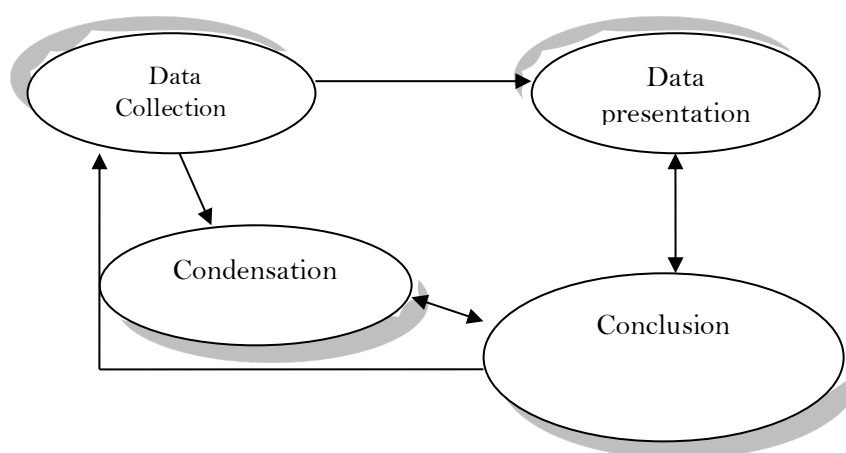 Data
Collection
Data
presentation
Condensation
Conclusion